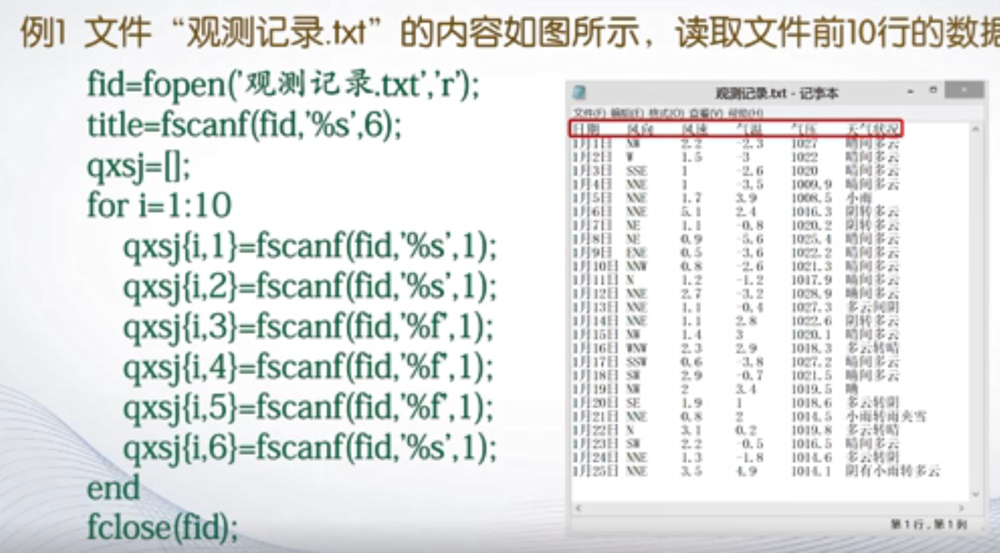 例1 文件“观测记录.txt”的内容如图所示，读取文件前10行的数据
fid=fopen('观测记录.txt','r');
title=fscanf(fid,'%s',6);
qxsj=[];
for i=1:10
qxsj{i,1}=fscanf(fid,'%s',1);
qxsj{i,2}=fscanf(fid,'%s',1);
qxsj{i,3}=fscanf(fid,'%f',1);
qxsj{i,4}=fscanf(fid,'%f',1);
qxsj{i,5}=fscanf(fid,'%f',1);
qxsj{i,6}=fscanf(fid,'%s',1);
end
fclose(fid);
观测记录.txt - 记事本
文件(F) 编辑(E) 格式(O) 查看(V) 帮助(H)
日期 风向 风速 气温 气压 天气状况
1月1日 NW 2.2 -2.3 1027 晴间多云
1月2日 W 1.5 -3 1022 晴间多云
1月3日 SSE 1 -2.6 1020 晴间多云
1月4日 NNE 1 -3.5 1009.9 晴间多云
1月5日 NNE 1.7 3.9 1008.5 小雨
1月6日 NNE 5.1 2.4 1016.3 阴转多云
1月7日 NE 1.1 -0.8 1020.2 阴转多云
1月8日 NE 0.9 -5.6 1025.4 晴间多云
1月9日 ENE 0.5 -3.6 1022.2 晴间多云
1月10日 NNW 0.8 -2.6 1021.3 晴间多云
1月11日 N 1.2 -1.2 1017.9 晴间多云
1月12日 NNE 2.7 -3.2 1028.9 晴间多云
1月13日 NNE 1.1 -0.4 1027.3 多云间阴
1月14日 NNE 1.1 2.8 1022.6 阴转多云
1月15日 NW 1.4 3 1020.1 晴间多云
1月16日 WNW 2.3 2.9 1018.3 多云转晴
1月17日 SSW 0.6 -3.8 1027.2 晴间多云
1月18日 SW 2.9 -0.7 1021.5 晴间多云
1月19日 NW 2 3.4 1019.5 晴
1月20日 SE 1.9 1 1018.6 多云转阴
1月21日 NNE 0.8 2 1014.5 小雨转雨夹雪
1月22日 N 3.1 0.2 1019.8 多云转晴
1月23日 SW 2.2 -0.5 1016.5 晴间多云
1月24日 NNE 1.3 -1.8 1014.6 多云转阴
1月25日 NNE 3.5 4.9 1014.1 阴有小雨转多云
第1行，第1列